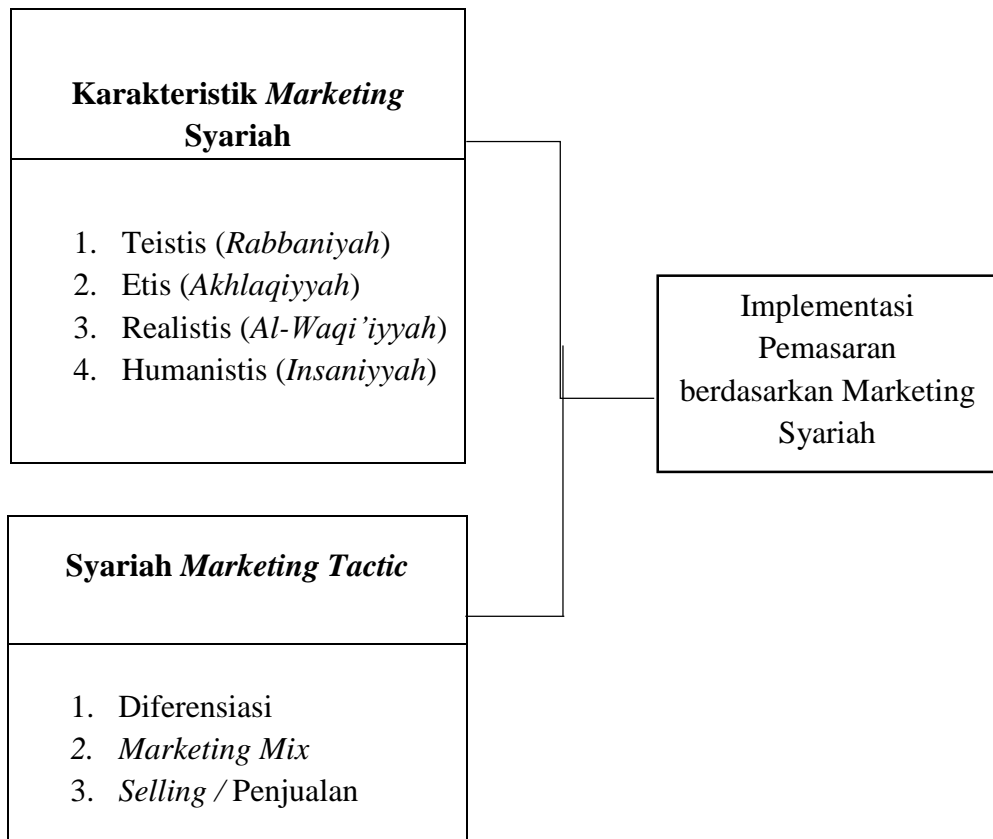 Karakteristik Marketing
Syariah
1. Teistis (Rabbaniyah)
2. Etis (Akhlaqiyyah)
3. Realistis (Al-Waqi’iyyah)
4. Humanistis (Insaniyyah)
Implementasi
Pemasaran
berdasarkan Marketing
Syariah
Syariah Marketing Tactic
1. Diferensiasi
2. Marketing Mix
3. Selling / Penjualan